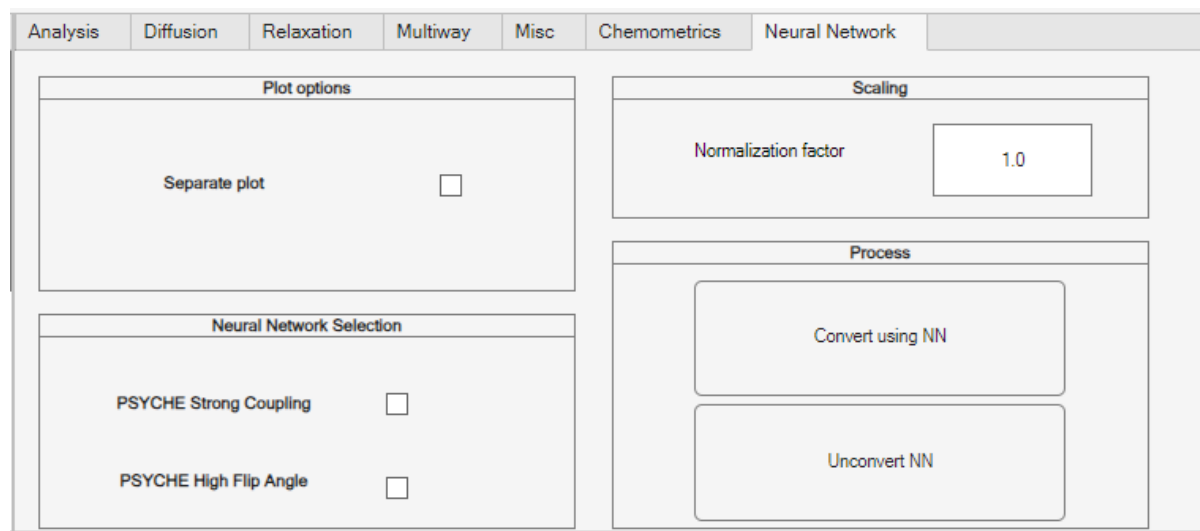 Analysis Diffusion Relaxation Multiway Misc Chemometrics Neural Network
Plot options
Separate plot
Neural Network Selection
PSYCHE Strong Coupling
PSYCHE High Flip Angle
Scaling
Normalization factor 1.0
Process
Convert using NN
Unconvert NN